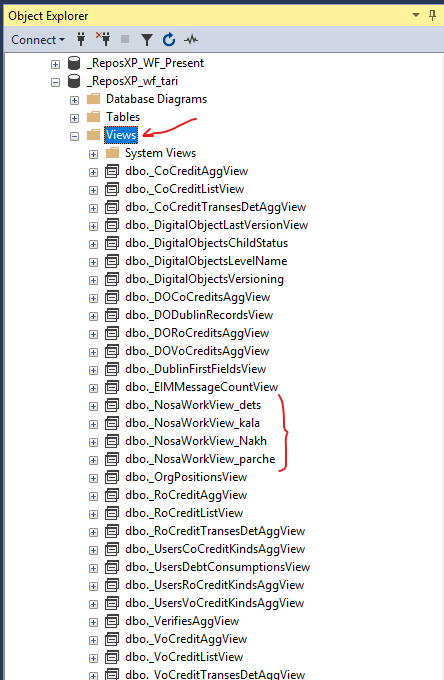 Object Explorer
Connect
_ReposXP_WF_Present
_ReposXP_wf_tari
Database Diagrams
Tables
Views
System Views
dbo._CoCreditAggView
dbo._CoCreditListView
dbo._CoCreditTransesDetAggView
dbo._DigitalObjectLastVersionView
dbo._DigitalObjectsChildStatus
dbo._DigitalObjectsLevelName
dbo._DigitalObjectsVersioning
dbo._DOCoCreditsAggView
dbo._DODublinRecordsView
dbo._DORoCreditsAggView
dbo._DOVoCreditsAggView
dbo._DublinFirstFieldsView
dbo._EIMMessageCountView
dbo._NosaWorkView_dets
dbo._NosaWorkView_kala
dbo._NosaWorkView_Nakh
dbo._NosaWorkView_parche
dbo._OrgPositionsView
dbo._RoCreditAggView
dbo._RoCreditListView
dbo._RoCreditTransesDetAggView
dbo._UsersCoCreditKindsAggView
dbo._UsersDebtConsumptionsView
dbo._UsersRoCreditKindsAggView
dbo._UsersVoCreditKindsAggView
dbo._VerifiesAggView
dbo._VoCreditAggView
dbo._VoCreditListView
dbo._VoCreditTransesDetAggView